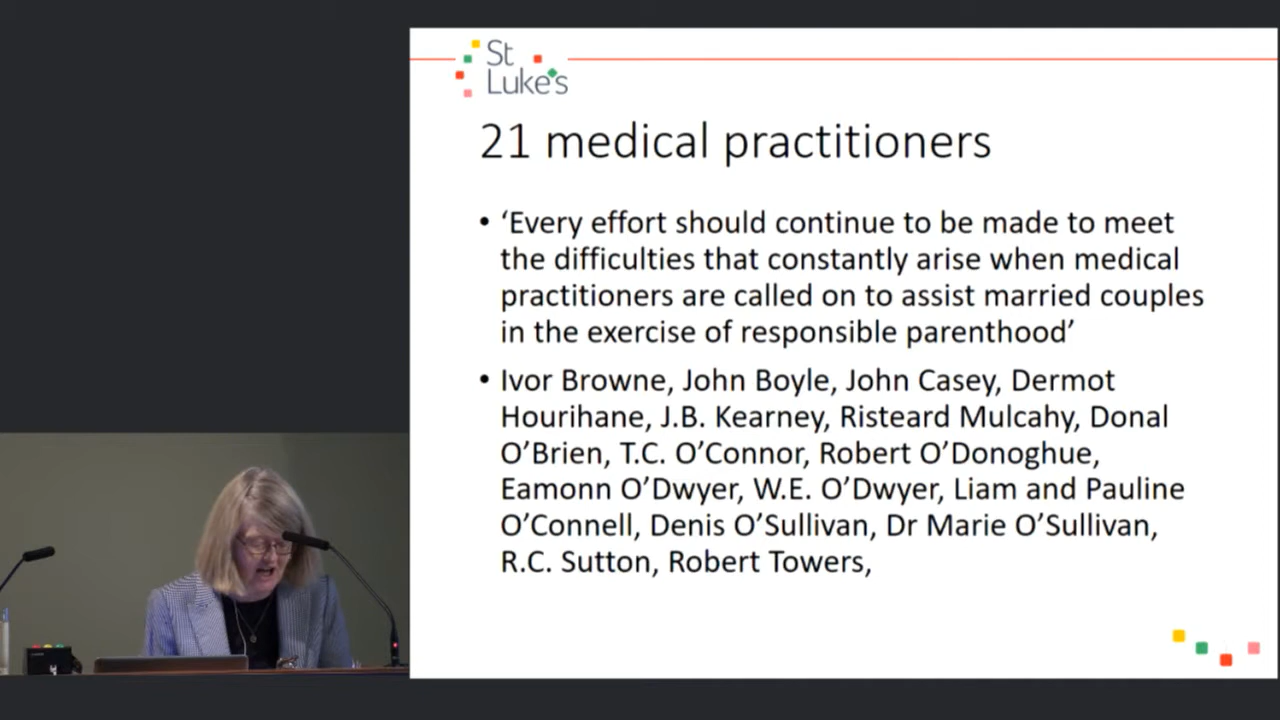 St
Luke's
21 medical practitioners
• ‘Every effort should continue to be made to meet
the difficulties that constantly arise when medical
practitioners are called on to assist married couples
in the exercise of responsible parenthood’
• Ivor Browne, John Boyle, John Casey, Dermot
Hourihane, J.B. Kearney, Risteard Mulcahy, Donal
O’Brien, T.C. O’Connor, Robert O’Donoghue,
Eamonn O’Dwyer, W.E. O’Dwyer, Liam and Pauline
O’Connell, Denis O’Sullivan, Dr Marie O’Sullivan,
R.C. Sutton, Robert Towers,